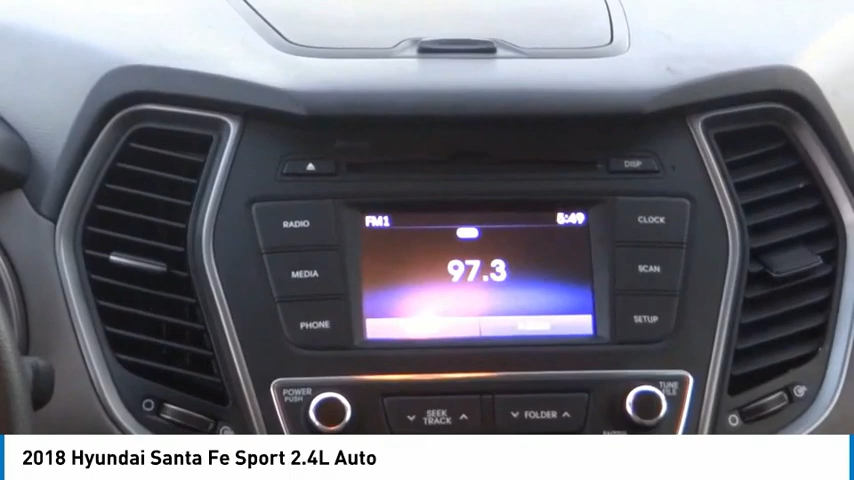 DISP
RADIO
FM1 5:49
CLOCK
97.3
MEDIA
SCAN
PHONE
SETUP
POWER
PUSH
SEEK
TRACK
FOLDER
TUNE
FILE
2018 Hyundai Santa Fe Sport 2.4L Auto